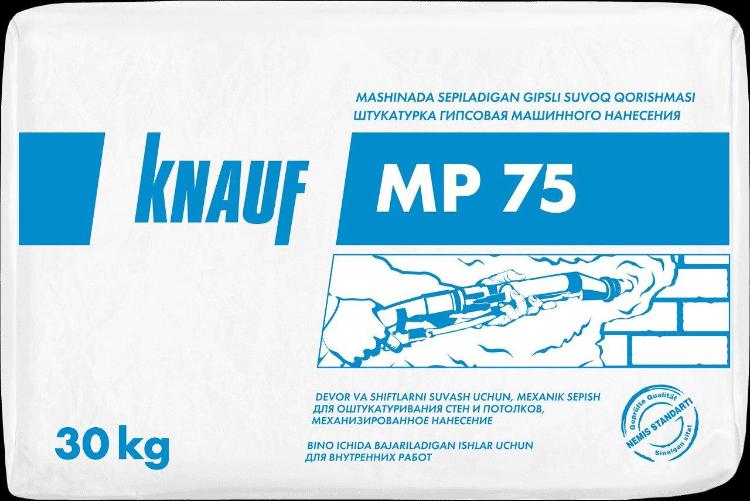 MASHINADA SEPILADIGAN GIPSLI SUVOQ QORISHMASI
ШТУКАТУРКА ГИПСОВАЯ МАШИННОГО НАНЕСЕНИЯ
KNAUF
MP 75
DEVOR VA SHIFTLARNI SUVASH UCHUN, MEXANIK SEPISH
ДЛЯ ОШТУКАТУРИВАНИЯ СТЕН И ПОТОЛКОВ,
МЕХАНИЗИРОВАННОЕ НАНЕСЕНИЕ
Geprüfte Qualität
NEMIS STANDARTI
Sinalgan sifat
30 kg
BINO ICHIDA BAJARILADIGAN ISHLAR UCHUN
ДЛЯ ВНУТРЕННИХ РАБОТ